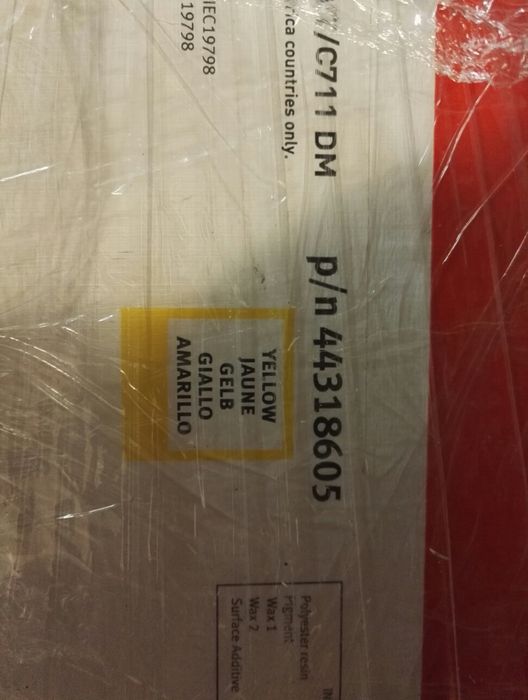 /C711 DM p/n 44318605
ca countries only.
IEC19798
19798
YELLOW
JAUNE
GELB
GIALLO
AMARILLO
IN
Polyester resin
Pigment
Wax 1
Wax 2
Surface Additive